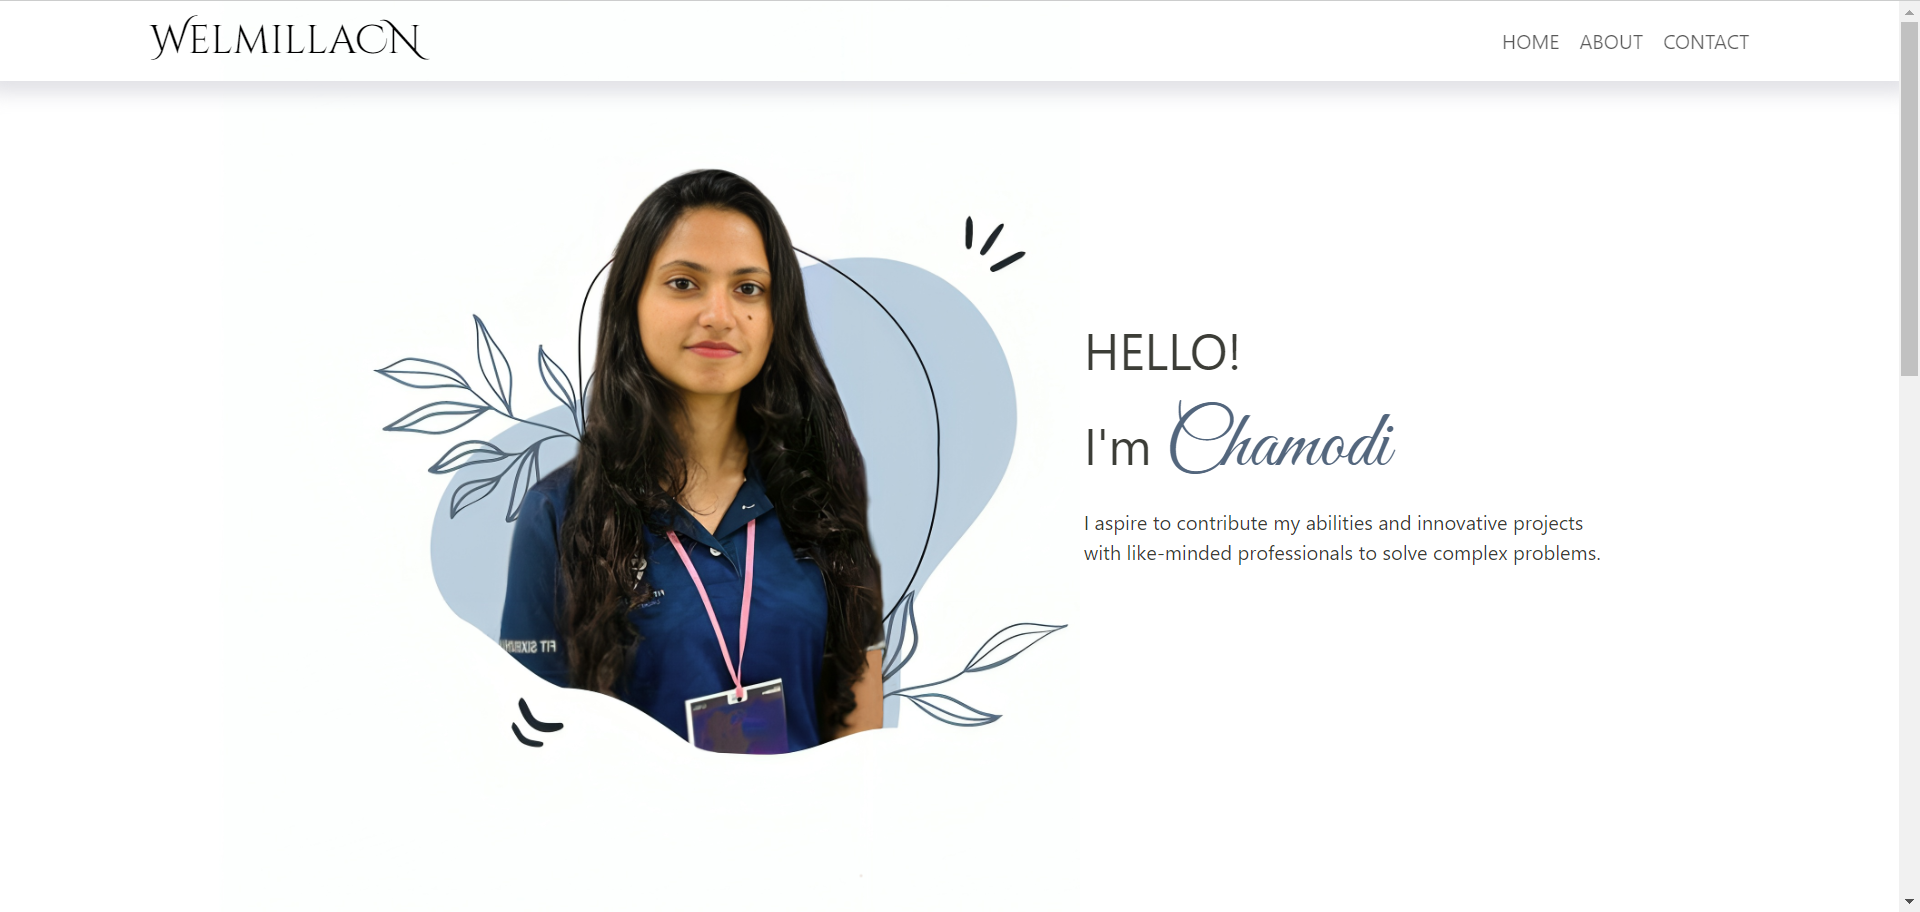 WELMILLACN
HOME ABOUT CONTACT
HELLO!
I'm Chamodi
I aspire to contribute my abilities and innovative projects
with like-minded professionals to solve complex problems.